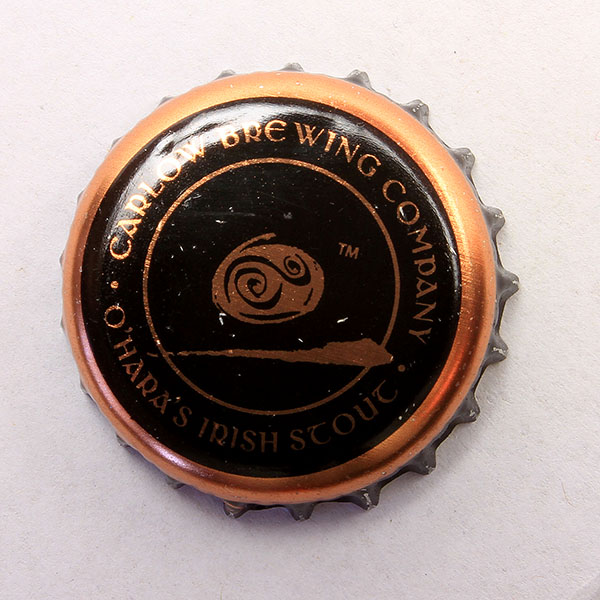 CARLOW BREWING COMPANY
TM
O'HARA'S IRISH STOUT